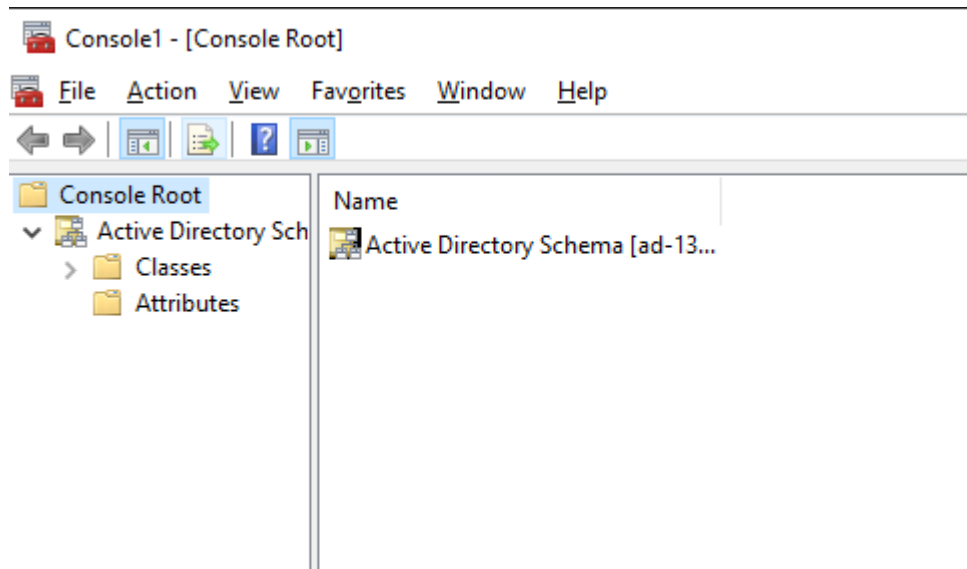 Console1 - [Console Root]
File Action View Favorites Window Help
Console Root
Active Directory Sch
Classes
Attributes
Name
Active Directory Schema [ad-13...